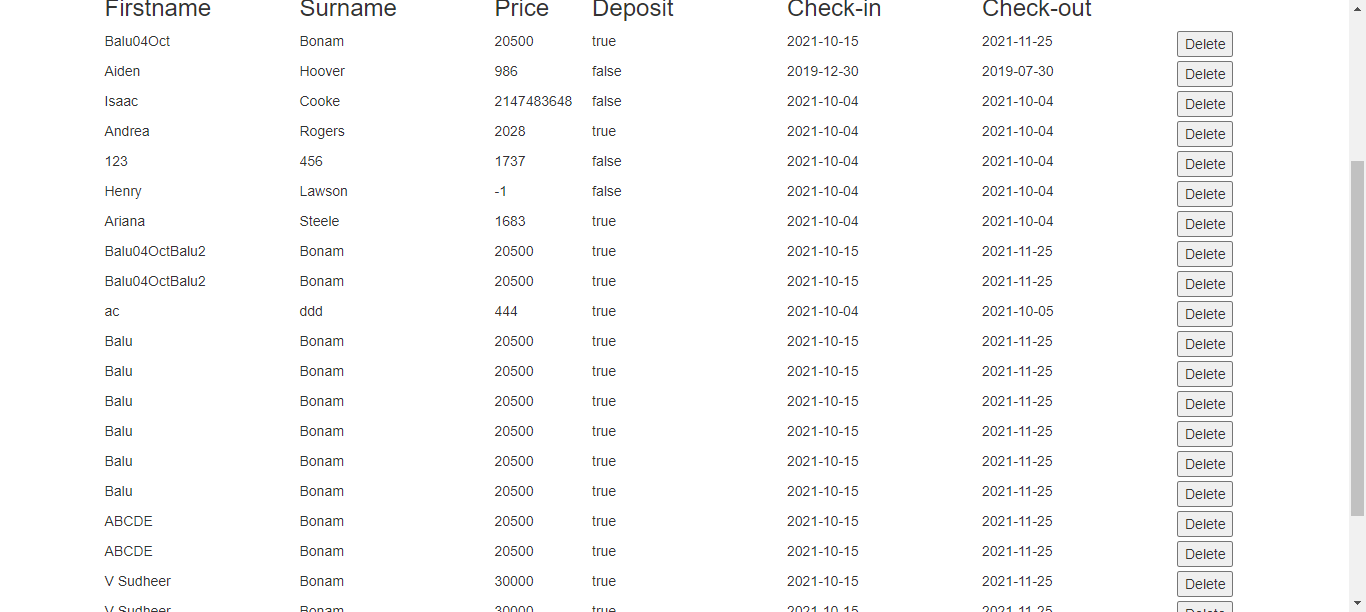 Firstname Surname Price Deposit Check-in Check-out
Balu04Oct Bonam 20500 true 2021-10-15 2021-11-25 Delete
Aiden Hoover 986 false 2019-12-30 2019-07-30 Delete
Isaac Cooke 2147483648 false 2021-10-04 2021-10-04 Delete
Andrea Rogers 2028 true 2021-10-04 2021-10-04 Delete
123 456 1737 false 2021-10-04 2021-10-04 Delete
Henry Lawson -1 false 2021-10-04 2021-10-04 Delete
Ariana Steele 1683 true 2021-10-04 2021-10-04 Delete
Balu04OctBalu2 Bonam 20500 true 2021-10-15 2021-11-25 Delete
Balu04OctBalu2 Bonam 20500 true 2021-10-15 2021-11-25 Delete
ac ddd 444 true 2021-10-04 2021-10-05 Delete
Balu Bonam 20500 true 2021-10-15 2021-11-25 Delete
Balu Bonam 20500 true 2021-10-15 2021-11-25 Delete
Balu Bonam 20500 true 2021-10-15 2021-11-25 Delete
Balu Bonam 20500 true 2021-10-15 2021-11-25 Delete
Balu Bonam 20500 true 2021-10-15 2021-11-25 Delete
Balu Bonam 20500 true 2021-10-15 2021-11-25 Delete
ABCDE Bonam 20500 true 2021-10-15 2021-11-25 Delete
ABCDE Bonam 20500 true 2021-10-15 2021-11-25 Delete
V Sudheer Bonam 30000 true 2021-10-15 2021-11-25 Delete
V Sudheer Bonam 30000 true 2021-10-15 2021-11-25 Delete